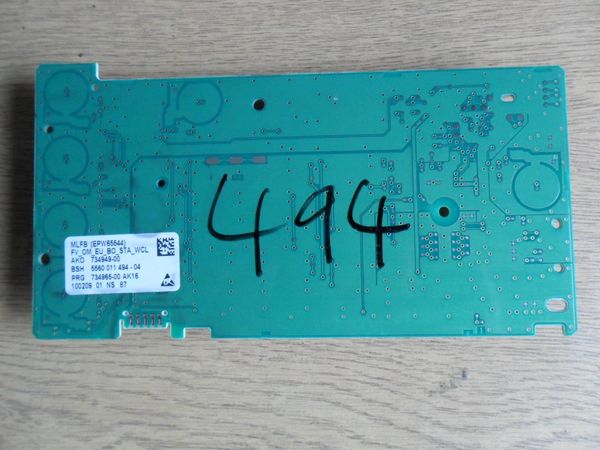 494
MLFB (EPW65544)
FV_OM_EU_BO_STA_WCL
AKO 734949-00
BSH 5560 011 494 - 04
PRG 734965-00 AK16
100209 01 NS 87